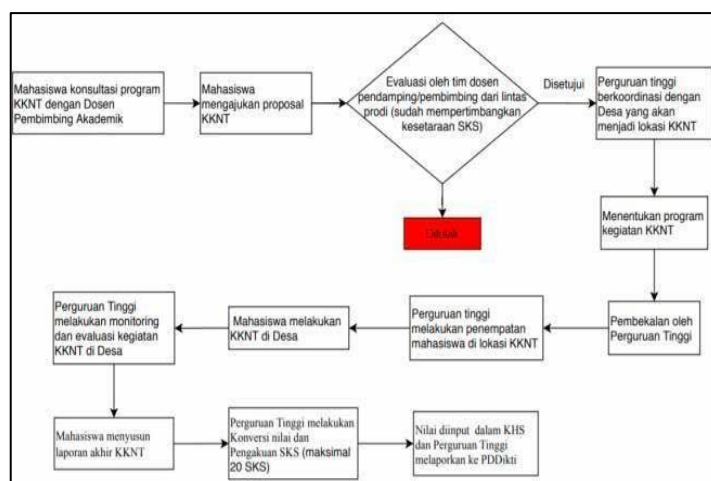 Mahasiswa konsultasi program
KKNT dengan Dosen
Pembimbing Akademik
Mahasiswa
mengajukan proposal
KKNT
Evaluasi oleh tim dosen
pendamping/pembimbing dari lintas
prodi (sudah mempertimbangkan
kesetaraan SKS)
Disetujui
Perguruan tinggi
berkoordinasi dengan
Desa yang akan
menjadi lokasi KKNT
Menentukan program
kegiatan KKNT
Pembekalan oleh
Perguruan Tinggi
Perguruan tinggi
melakukan penempatan
mahasiswa di lokasi KKNT
Mahasiswa melakukan
KKNT di Desa
Perguruan Tinggi
melakukan monitoring
dan evaluasi kegiatan
KKNT di Desa
Mahasiswa menyusun
laporan akhir KKNT
Perguruan Tinggi melakukan
Konversi nilai dan
Pengakuan SKS (maksimal
20 SKS)
Nilai diinput dalam KHS
dan Perguruan Tinggi
melaporkan ke PDDikti